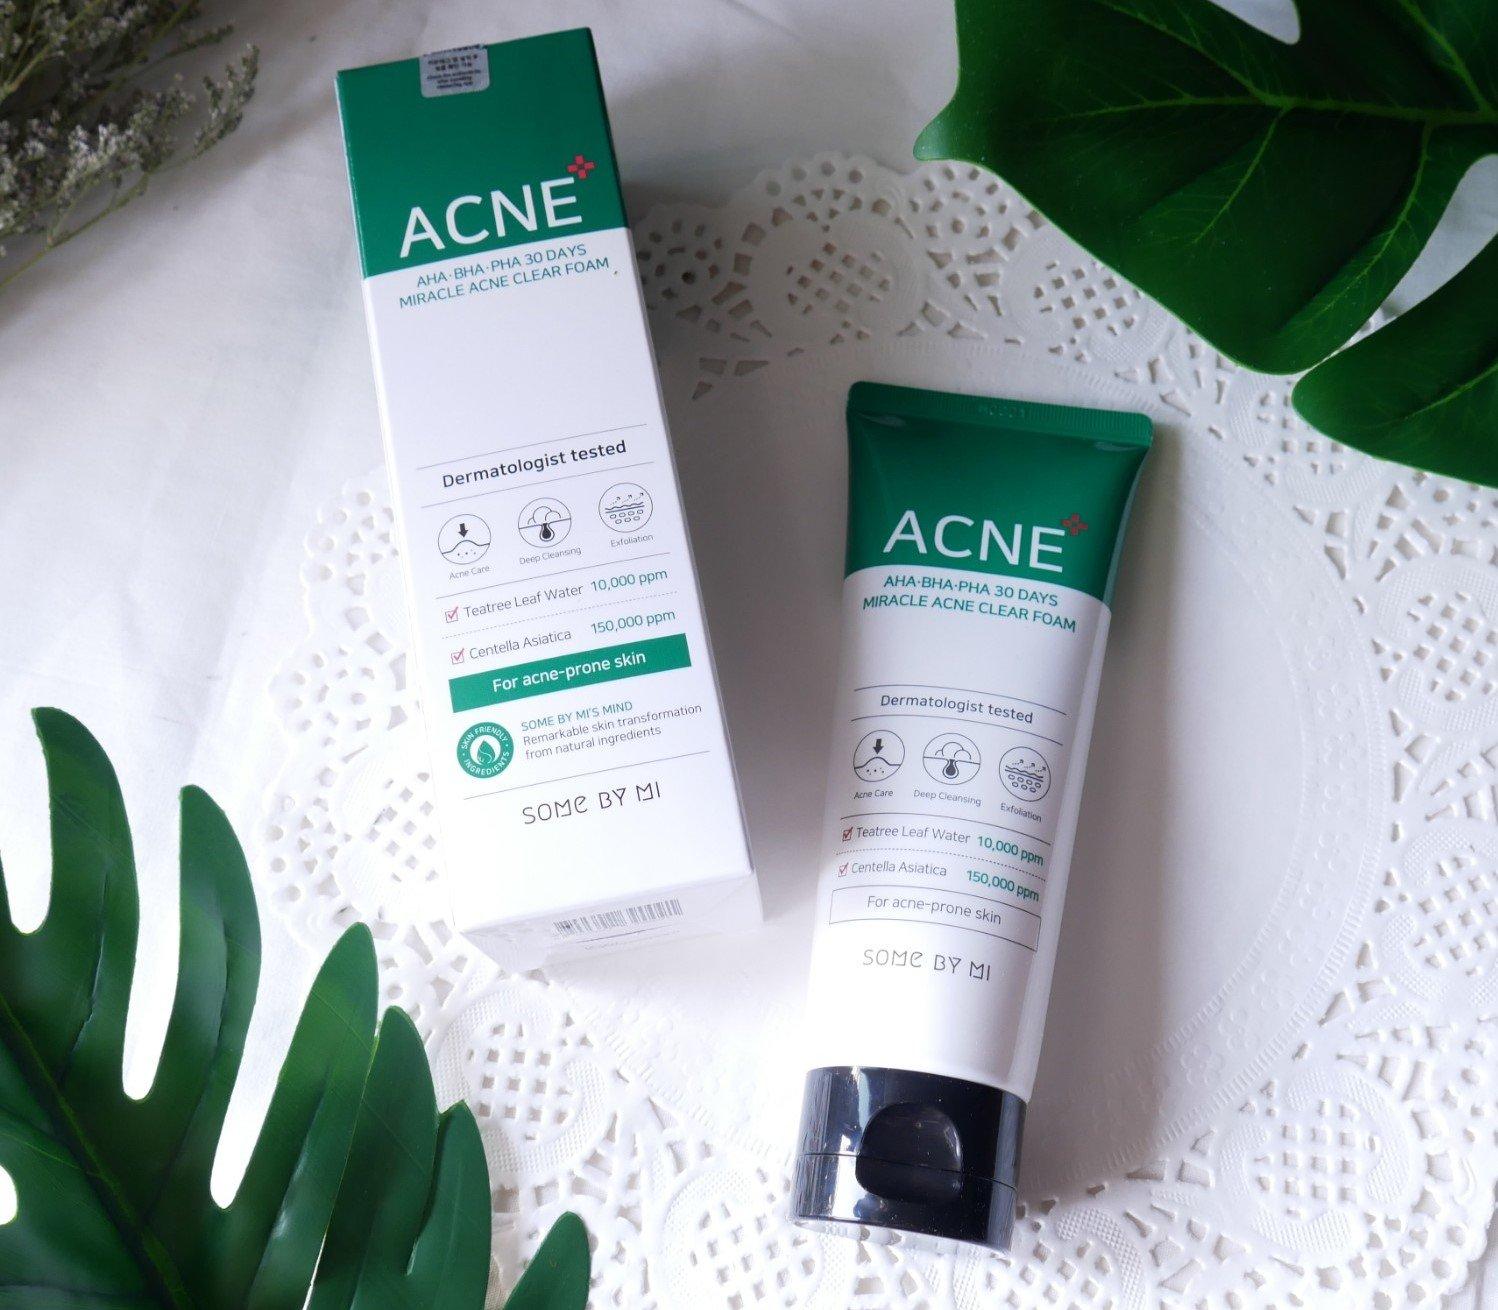 ACNE
AHA·BHA·PHA 30 DAYS
MIRACLE ACNE CLEAR FOAM
Dermatologist tested
Acne Care
Deep Cleansing
Exfoliation
Teatree Leaf Water 10,000 ppm
Centella Asiatica 150,000 ppm
For acne-prone skin
SKIN FRIENDLY
INGREDIENTS
SOME BY MI'S MIND
Remarkable skin transformation
from natural ingredients
SOME BY MI
ACNE
AHA·BHA·PHA 30 DAYS
MIRACLE ACNE CLEAR FOAM
Dermatologist tested
Acne Care
Deep Cleansing
Exfoliation
Teatree Leaf Water 10,000 ppm
Centella Asiatica 150,000 ppm
For acne-prone skin
SOME BY MI